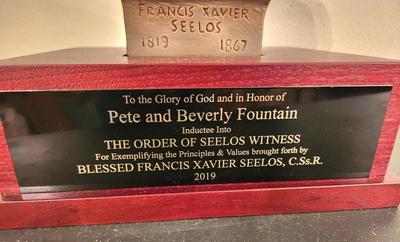 FRANCIS XAVIER
SEELOS
1819 1867
To the Glory of God and in Honor of
Pete and Beverly Fountain
Inductee Into
THE ORDER OF SEELOS WITNESS
For Exemplifying the Principles & Values brought forth by
BLESSED FRANCIS XAVIER SEELOS, C.Ss.R.
2019